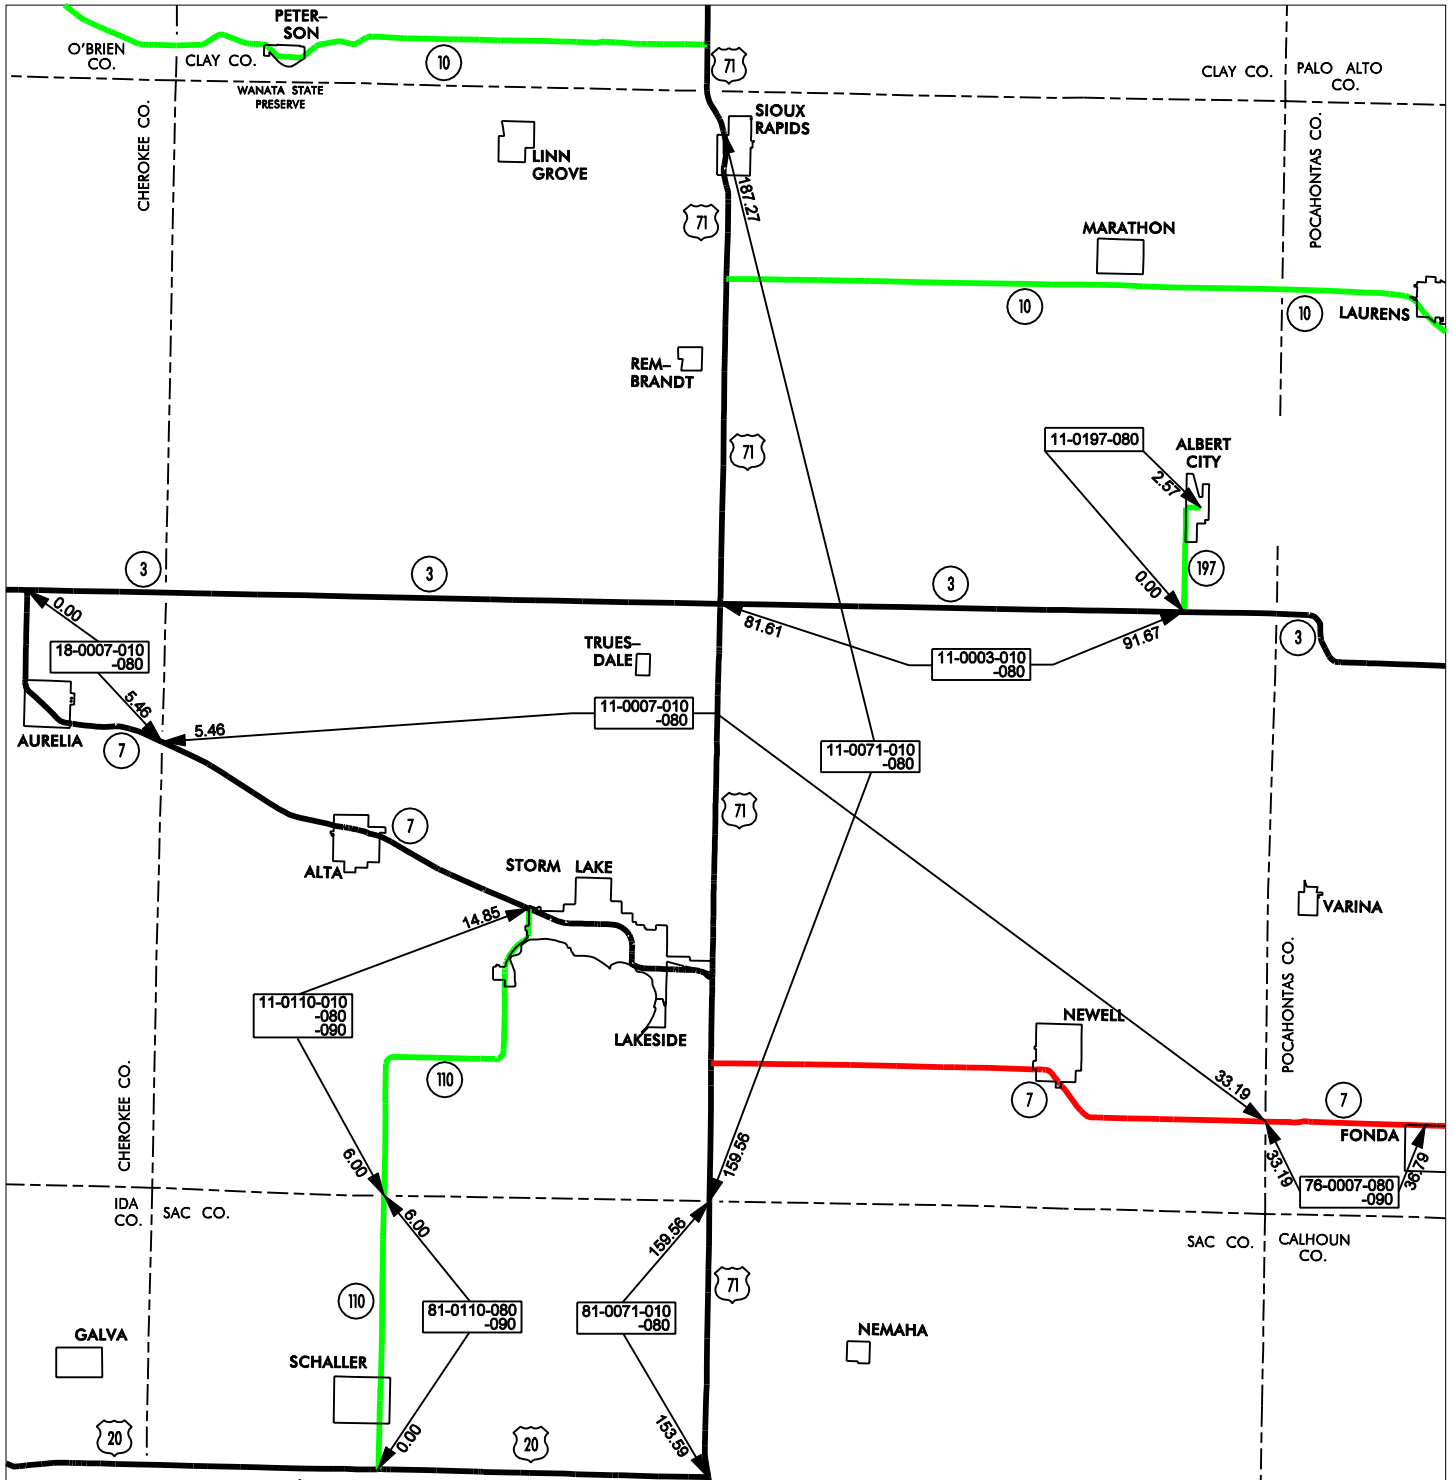 PETER–
SON
O'BRIEN
CO.
CLAY CO.
10
71
CLAY CO.
PALO ALTO
CO.
WANATA STATE
PRESERVE
CHEROKEE CO.
SIOUX
RAPIDS
LINN
GROVE
POCAHONTAS CO.
187.27
71
MARATHON
10
10
LAURENS
REM–
BRANDT
71
11-0197-080
ALBERT
CITY
2.57
197
3
3
3
0.00
0.00
81.61
91.67
3
18-0007-010
-080
TRUES–
DALE
11-0003-010
-080
5.46
5.46
11-0007-010
-080
AURELIA
7
11-0071-010
-080
71
7
ALTA
STORM LAKE
VARINA
14.85
11-0110-010
-080
-090
POCAHONTAS CO.
NEWELL
LAKESIDE
110
CHEROKEE CO.
33.19
7
7
FONDA
6.00
159.56
33.19
36.79
76-0007-080
-090
IDA
CO.
SAC CO.
6.00
159.56
SAC CO.
CALHOUN
CO.
71
110
81-0110-080
-090
81-0071-010
-080
GALVA
NEMAHA
SCHALLER
20
0.00
20
153.59